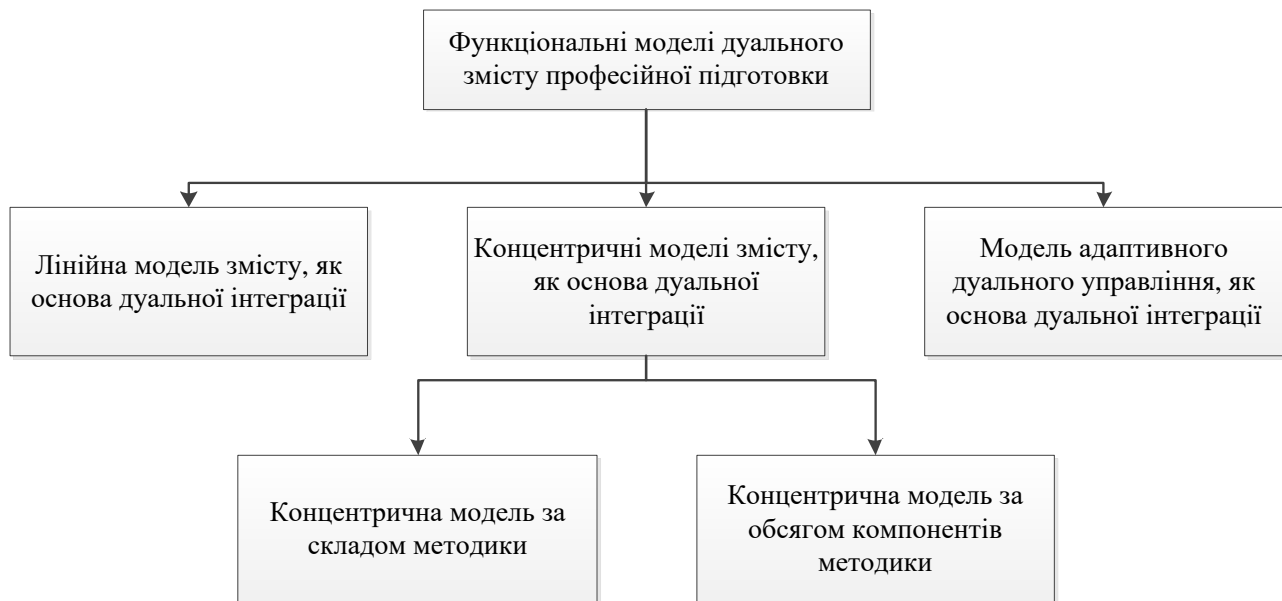 Функціональні моделі дуального
змісту професійної підготовки
Лінійна модель змісту, як
основа дуальної інтеграції
Концентричні моделі змісту,
як основа дуальної
інтеграції
Модель адаптивного
дуального управління, як
основа дуальної інтеграції
Концентрична модель за
складом методики
Концентрична модель за
обсягом компонентів
методики